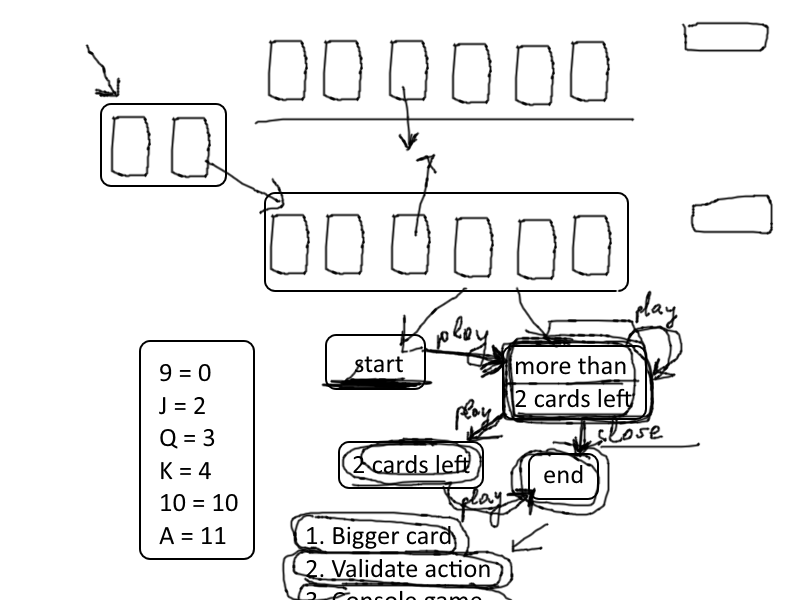 play
play
start
more than
2 cards left
9 = 0
J = 2
Q = 3
K = 4
10 = 10
A = 11
play
close
2 cards left
end
play
1. Bigger card
2. Validate action
3. Console game